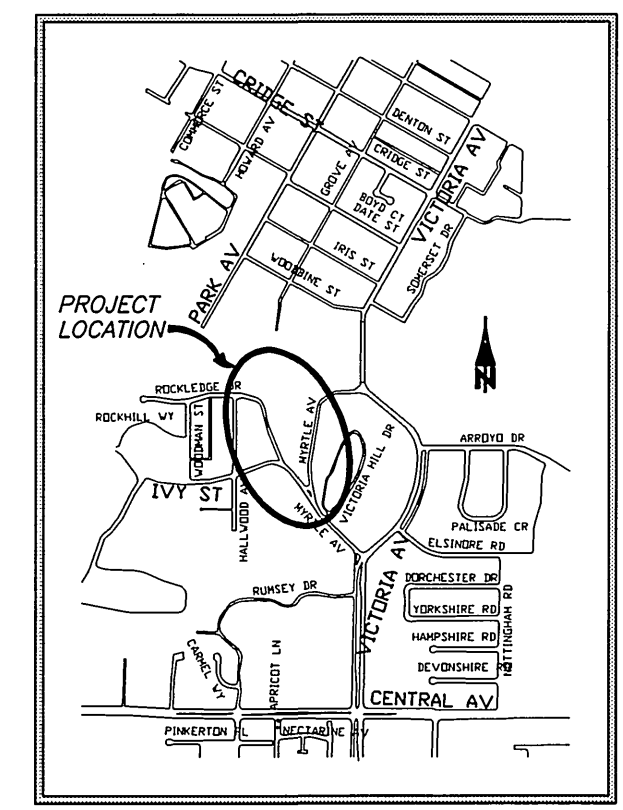 CRIDGE ST
COMMERCE ST
HOWARD AV
DENTON ST
CRIDGE ST
GROVE AV
VICTORIA AV
BOYD CT
DATE ST
IRIS ST
SOMERSET DR
WOODBINE ST
PARK AV
PROJECT
LOCATION
N
ROCKLEDGE DR
ROCKHILL WY
WOODMAN ST
MYRTLE AV
VICTORIA HILL DR
ARROYO DR
IVY ST
HALLWOOD AV
MYRTLE AV
PALISADE CR
ELSINORE RD
VICTORIA AV
RUMSEY DR
DORCHESTER DR
YORKSHIRE RD
HAMPSHIRE RD
NOTTINGHAM RD
DEVONSHIRE RD
CARMEL WY
APRICOT LN
CENTRAL AV
PINKERTON PL
NECTARINE AV